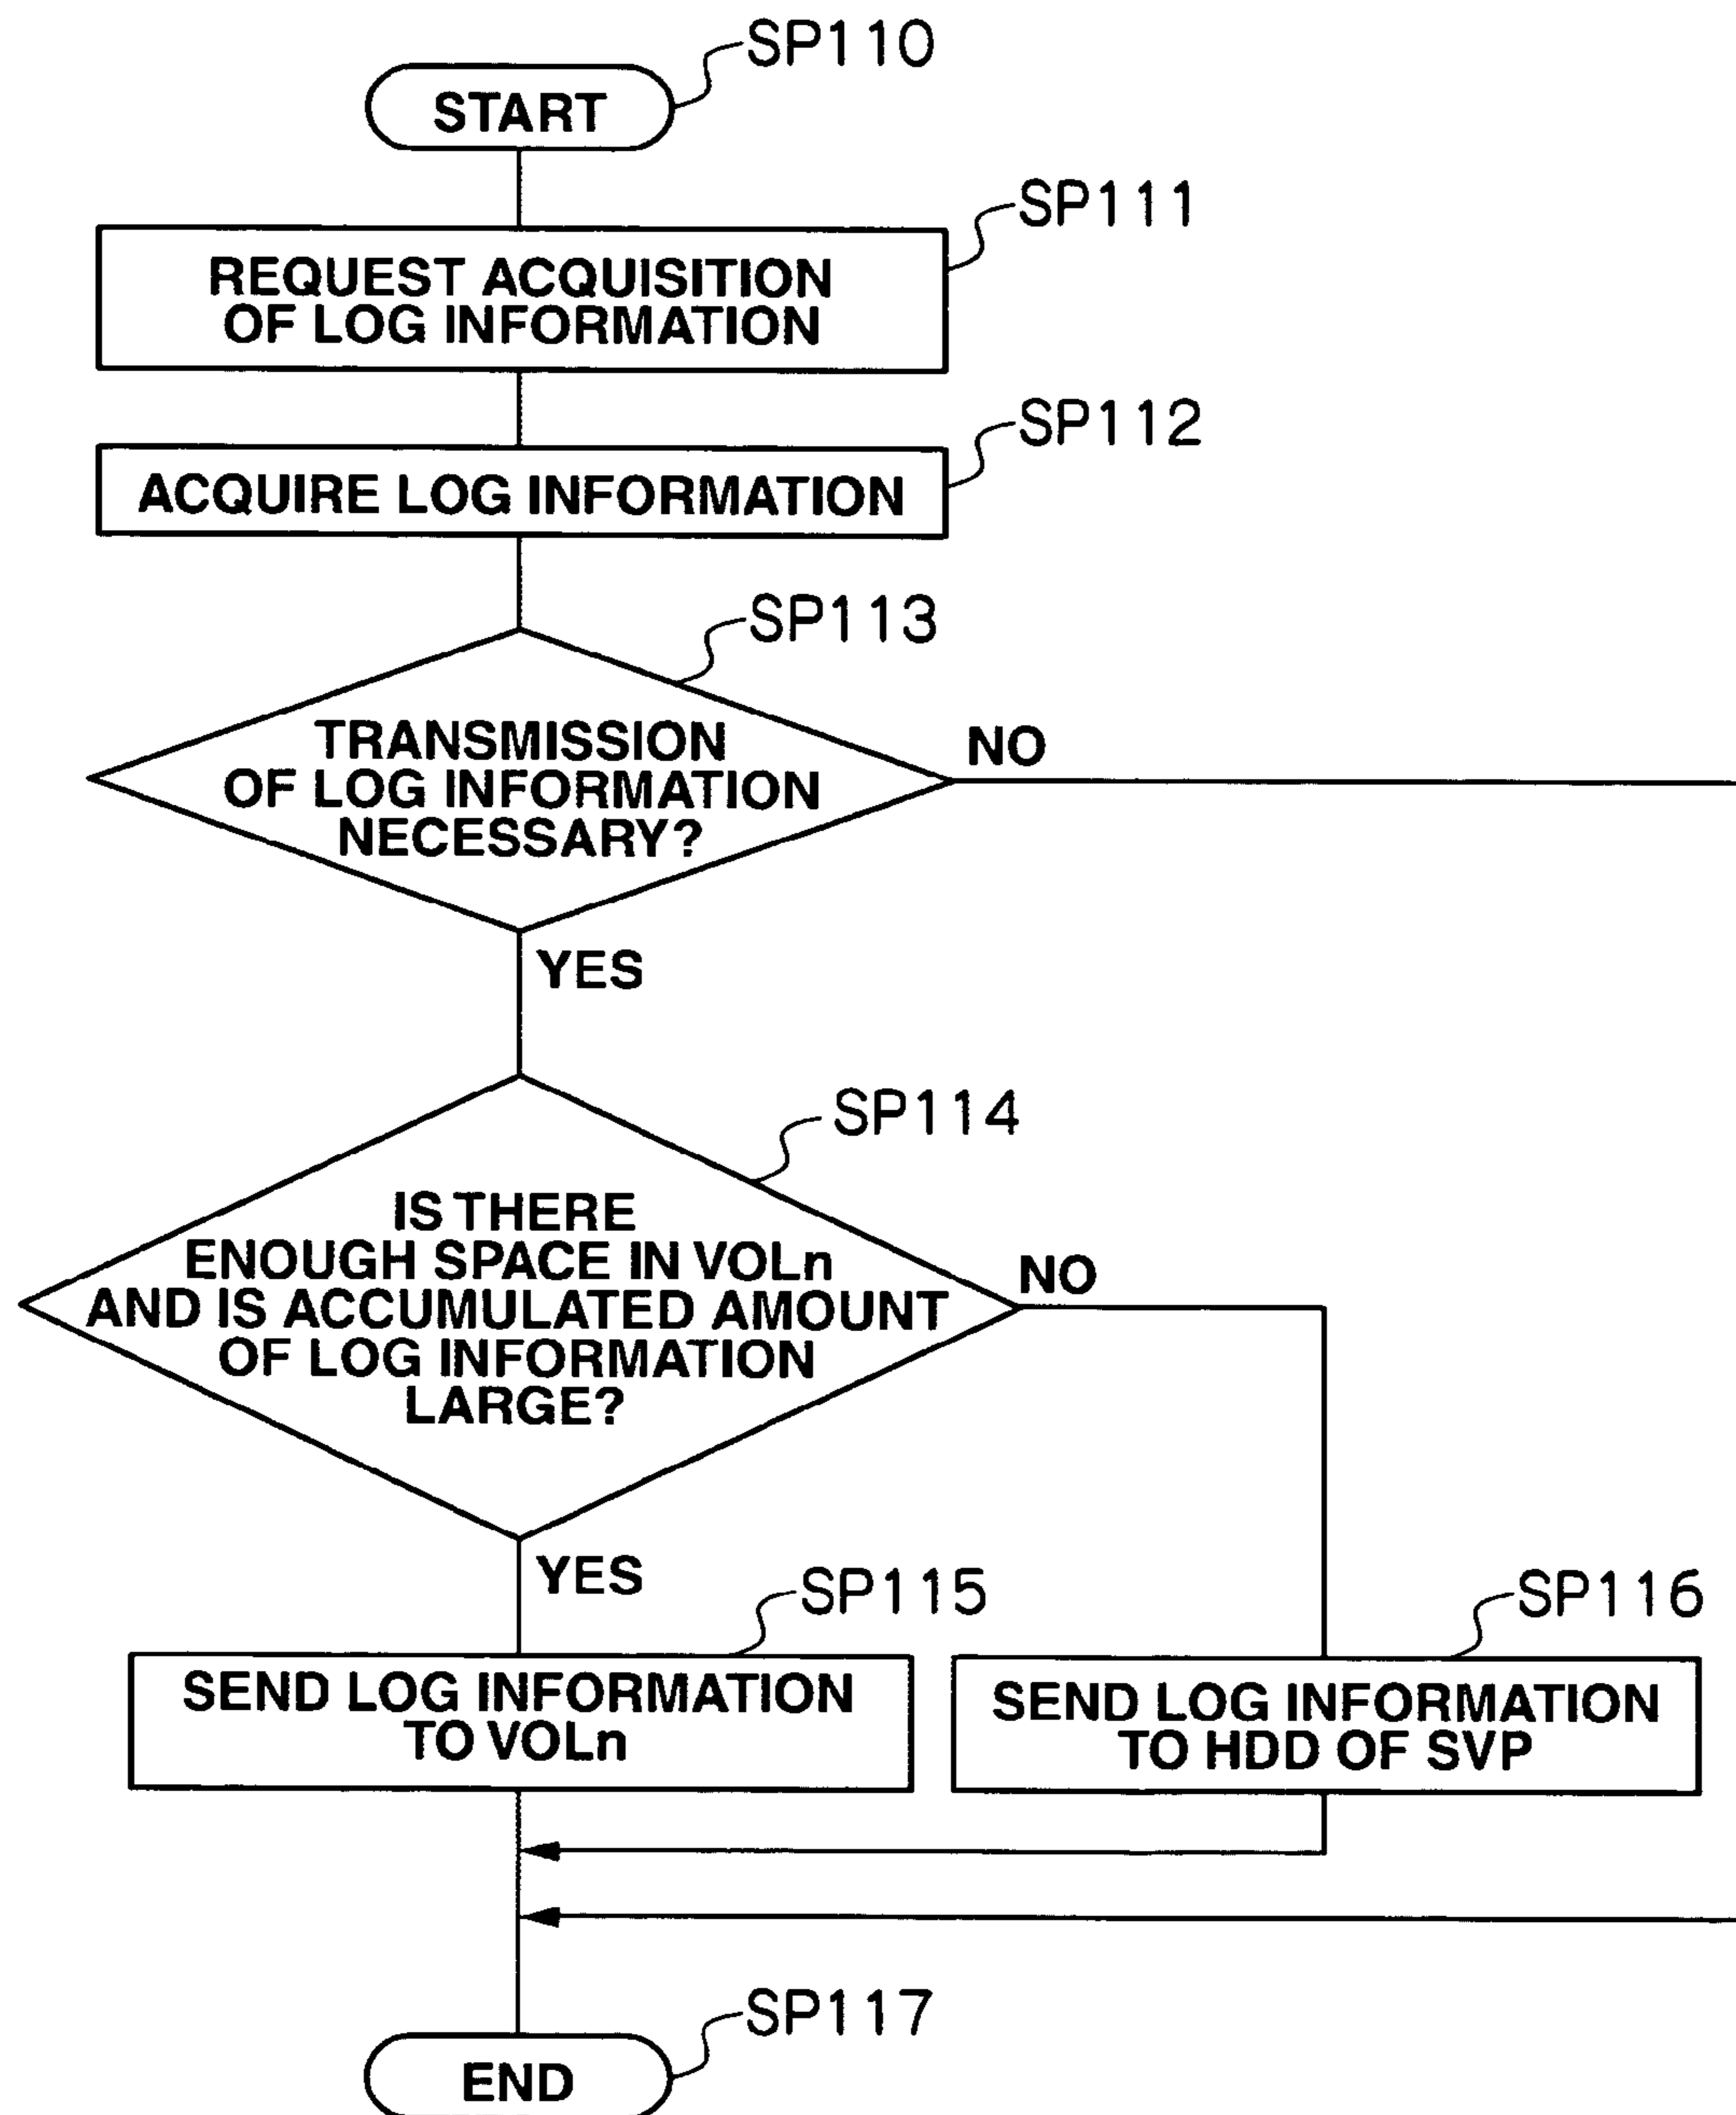 SP110
START
SP111
REQUEST ACQUISITION
OF LOG INFORMATION
SP112
ACQUIRE LOG INFORMATION
SP113
TRANSMISSION
OF LOG INFORMATION
NECESSARY?
NO
YES
SP114
IS THERE
ENOUGH SPACE IN VOLn
AND IS ACCUMULATED AMOUNT
OF LOG INFORMATION
LARGE?
NO
YES
SP115
SEND LOG INFORMATION
TO VOLn
SP116
SEND LOG INFORMATION
TO HDD OF SVP
SP117
END